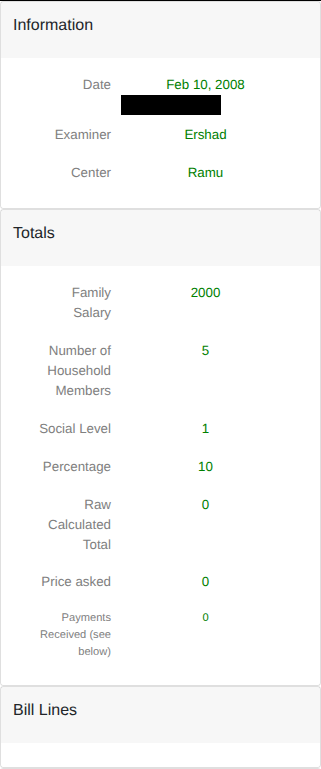 Information
Date Feb 10, 2008
Examiner Ershad
Center Ramu
Totals
Family 2000
Salary
Number of 5
Household
Members
Social Level 1
Percentage 10
Raw 0
Calculated
Total
Price asked 0
Payments 0
Received (see
below)
Bill Lines